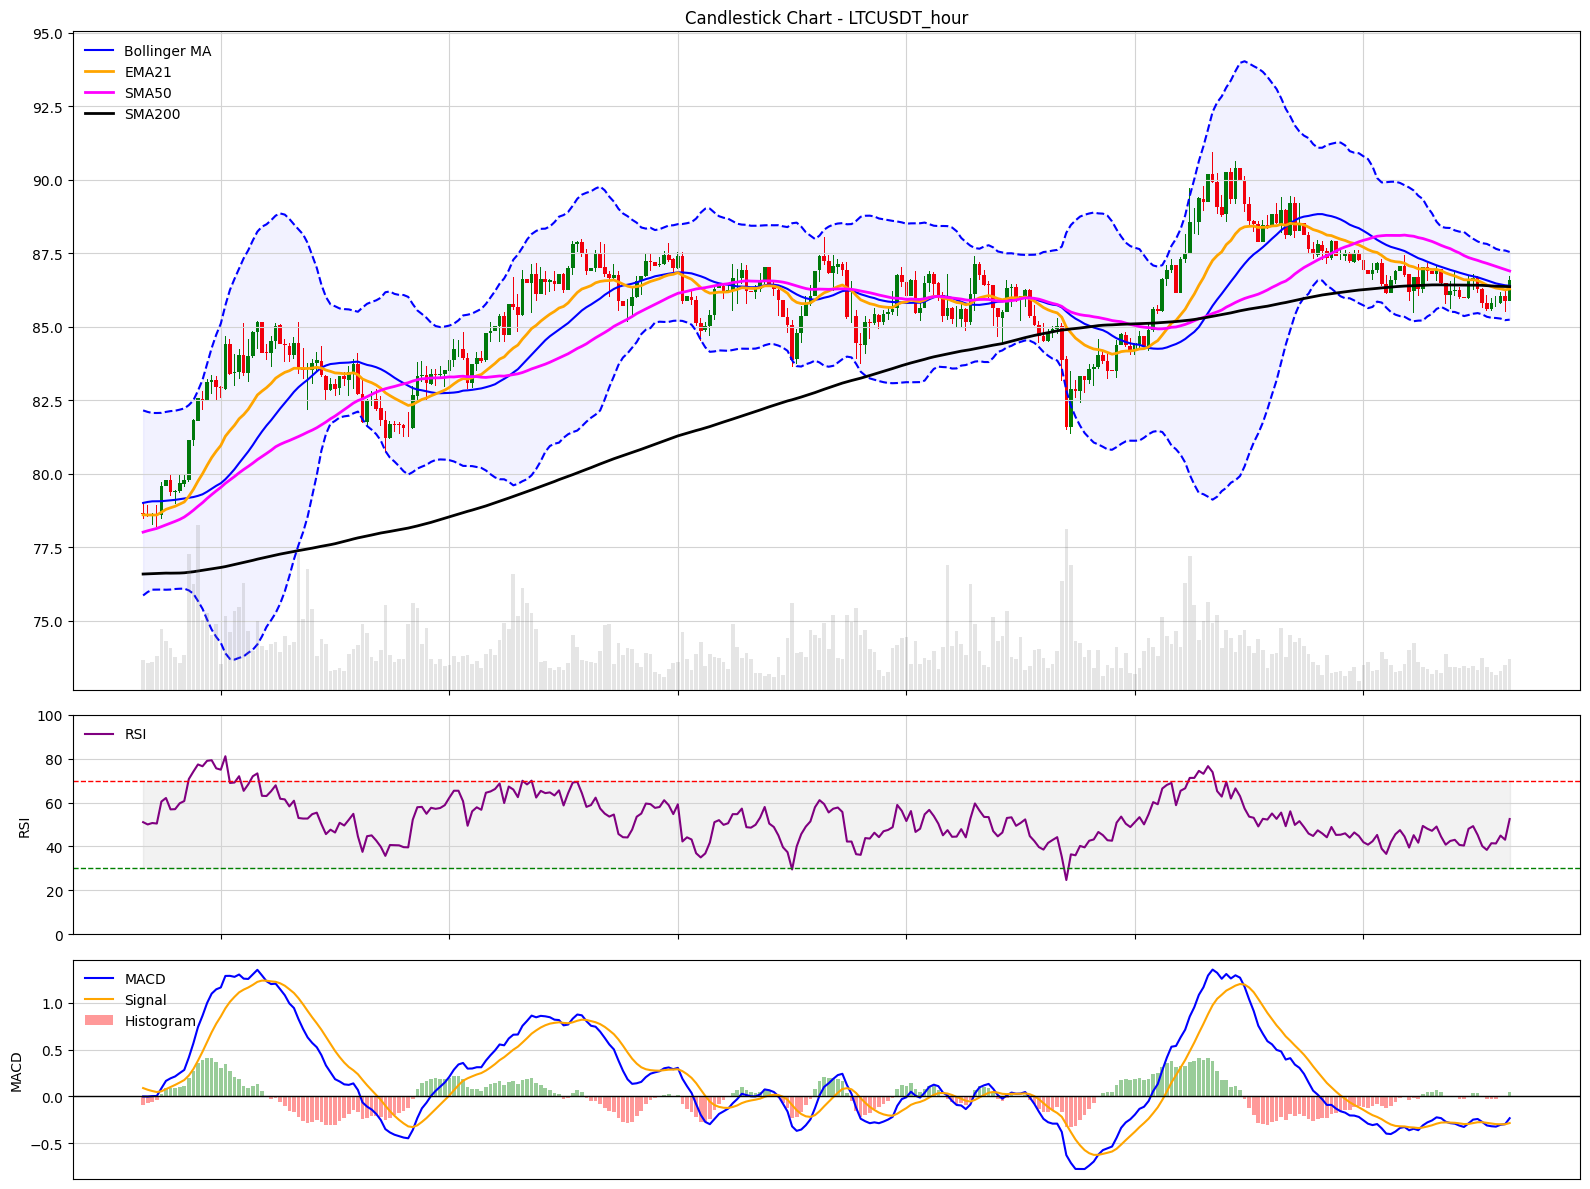 Candlestick Chart - LTCUSDT_hour
95.0
92.5
90.0
87.5
85.0
82.5
80.0
77.5
75.0
Bollinger MA
EMA21
SMA50
SMA200
100
80
60
40
20
0
RSI
RSI
1.0
0.5
0.0
−0.5
MACD
MACD
Signal
Histogram